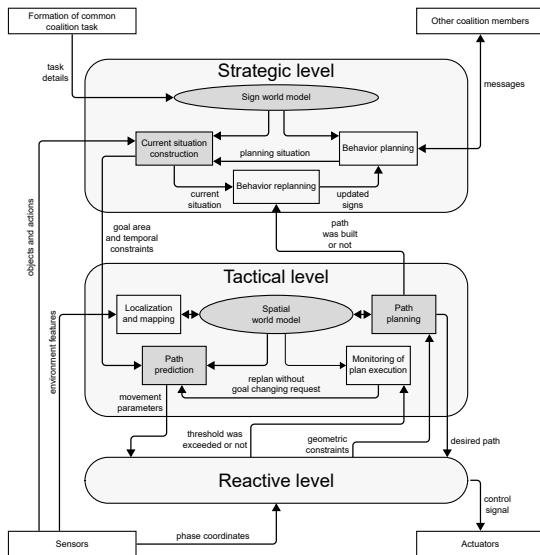 Formation of common
coalition task
Other coalition members
task
details
messages
Strategic level
Sign world model
Current situation
construction
planning situation
Behavior planning
current
situation
Behavior replanning
updated
signs
objects and actions
goal area
and temporal
constraints
path
was built
or not
Tactical level
environment features
Localization
and mapping
Spatial
world model
Path
planning
Path
prediction
Monitoring of
plan execution
replan without
goal changing request
movement
parameters
threshold was
exceeded or not
geometric
constraints
desired path
Reactive level
control
signal
phase coordinates
Sensors
Actuators